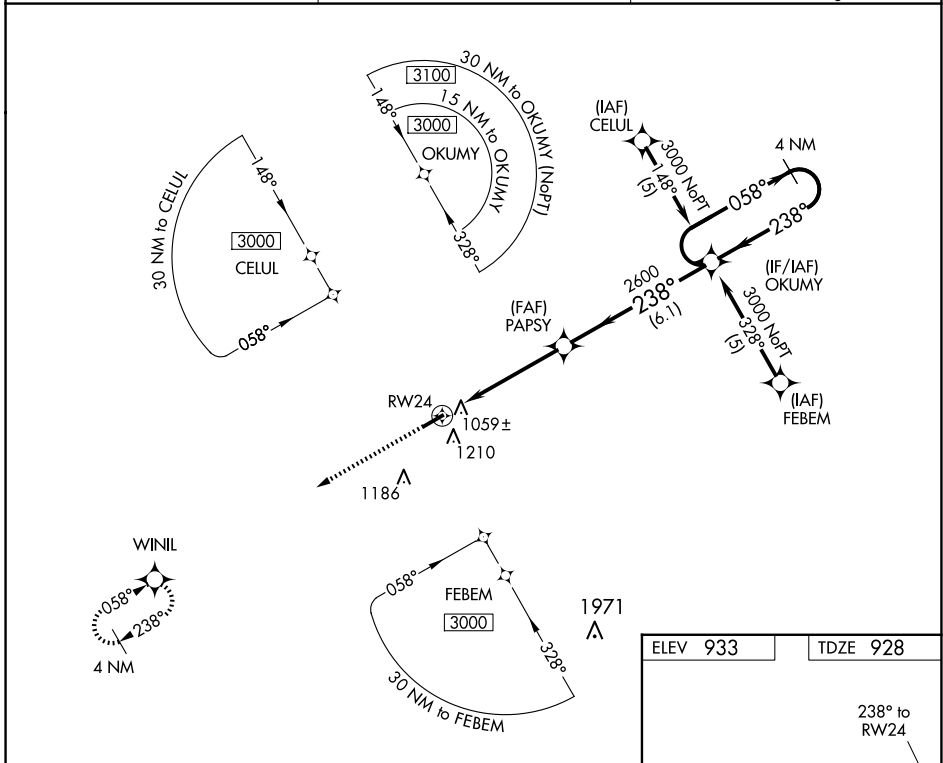 30 NM to OKUMY (NoPT)
3100
148°
15 NM to OKUMY
3000
OKUMY
328°
30 NM to CELUL
148°
3000
CELUL
058°
(IAF)
CELUL
3000 NoPT
148°
(5)
4 NM
058°
238°
(IF/IAF)
OKUMY
2600
238°
(6.1)
(FAF)
PAPSY
3000 NoPT
328°
(5)
(IAF)
FEBEM
RW24
1059±
1210
1186
WINIL
058°
238°
4 NM
058°
FEBEM
3000
328°
30 NM to FEBEM
1971
ELEV 933
TDZE 928
238° to
RW24